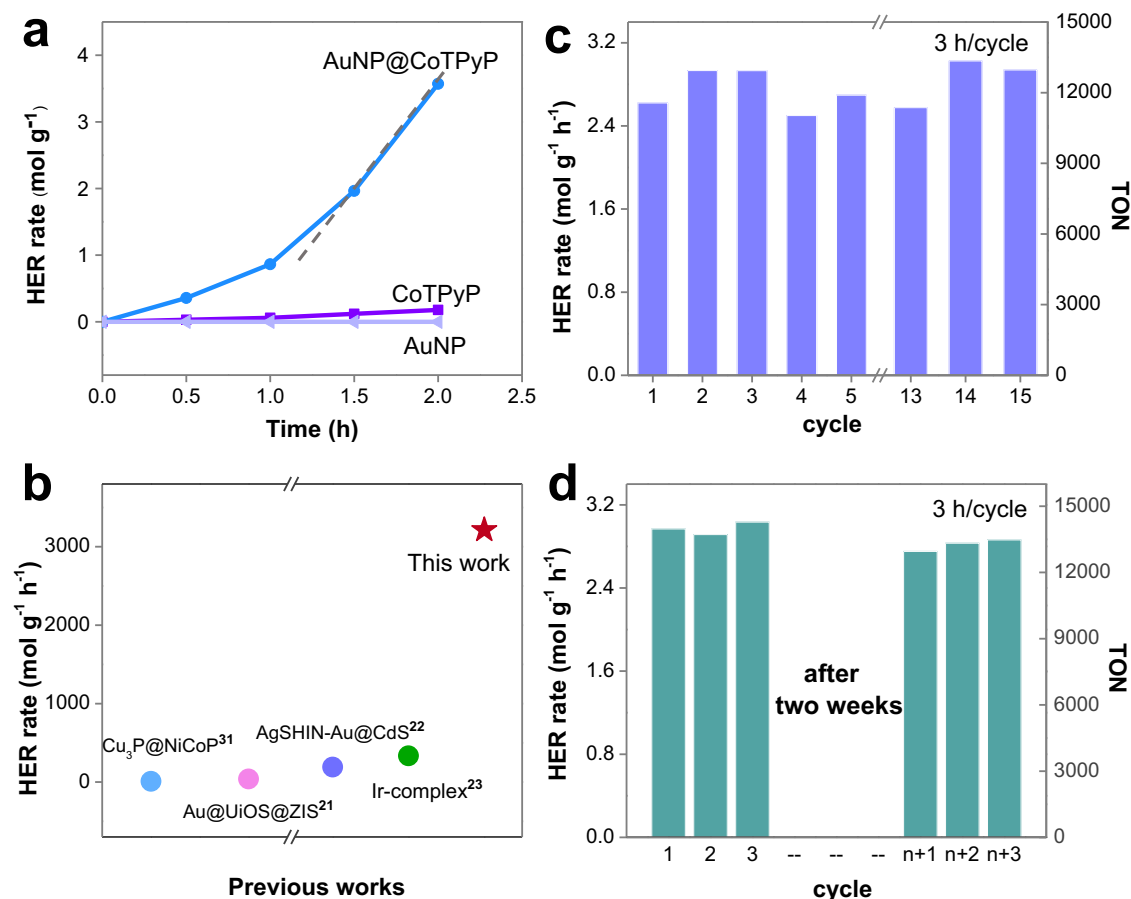 a
4
3
2
1
0
HER rate (mol g⁻¹)
AuNP@CoTPyP
CoTPyP
AuNP
0.0 0.5 1.0 1.5 2.0 2.5
Time (h)
c
3 h/cycle
3.2
2.4
1.6
0.8
0.0
HER rate (mol g⁻¹ h⁻¹)
15000
12000
9000
6000
3000
0
TON
1 2 3 4 5 13 14 15
cycle
b
3000
2000
1000
0
HER rate (mol g⁻¹ h⁻¹)
This work
Cu₃P@NiCoP³¹
AgSHIN-Au@CdS²²
Au@UiOS@ZIS²¹
Ir-complex²³
Previous works
d
3 h/cycle
3.2
2.4
1.6
0.8
0.0
HER rate (mol g⁻¹ h⁻¹)
after
two weeks
15000
12000
9000
6000
3000
0
TON
1 2 3 -- -- -- n+1 n+2 n+3
cycle